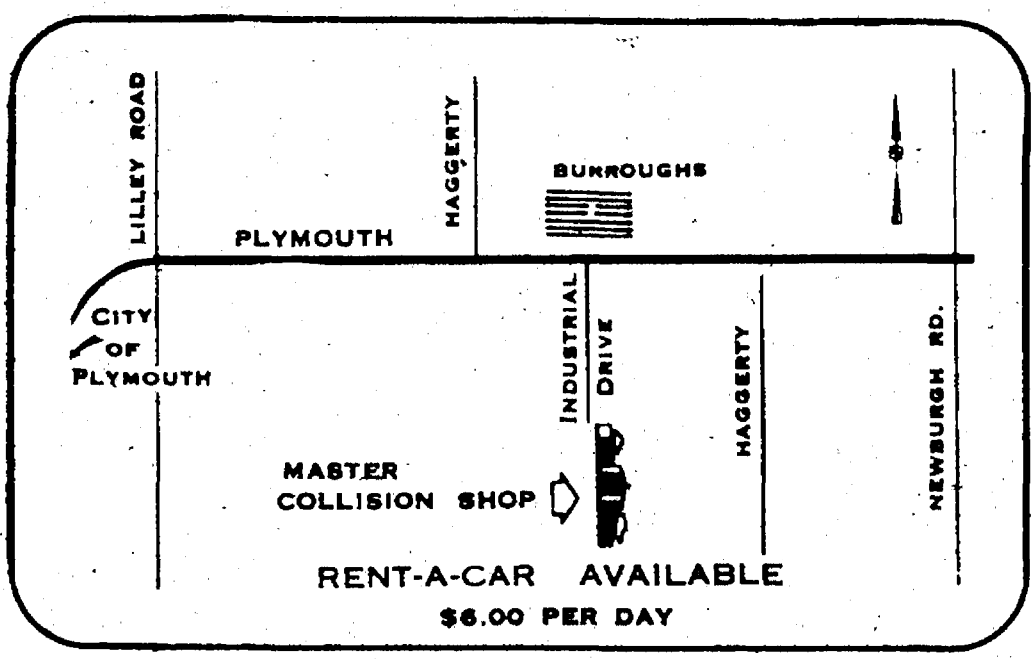 LILLEY ROAD
HAGGERTY
BURROUGHS
PLYMOUTH
CITY
OF
PLYMOUTH
INDUSTRIAL
DRIVE
HAGGERTY
NEWBURGH RD.
MASTER
COLLISION SHOP
RENT-A-CAR AVAILABLE
$6.00 PER DAY